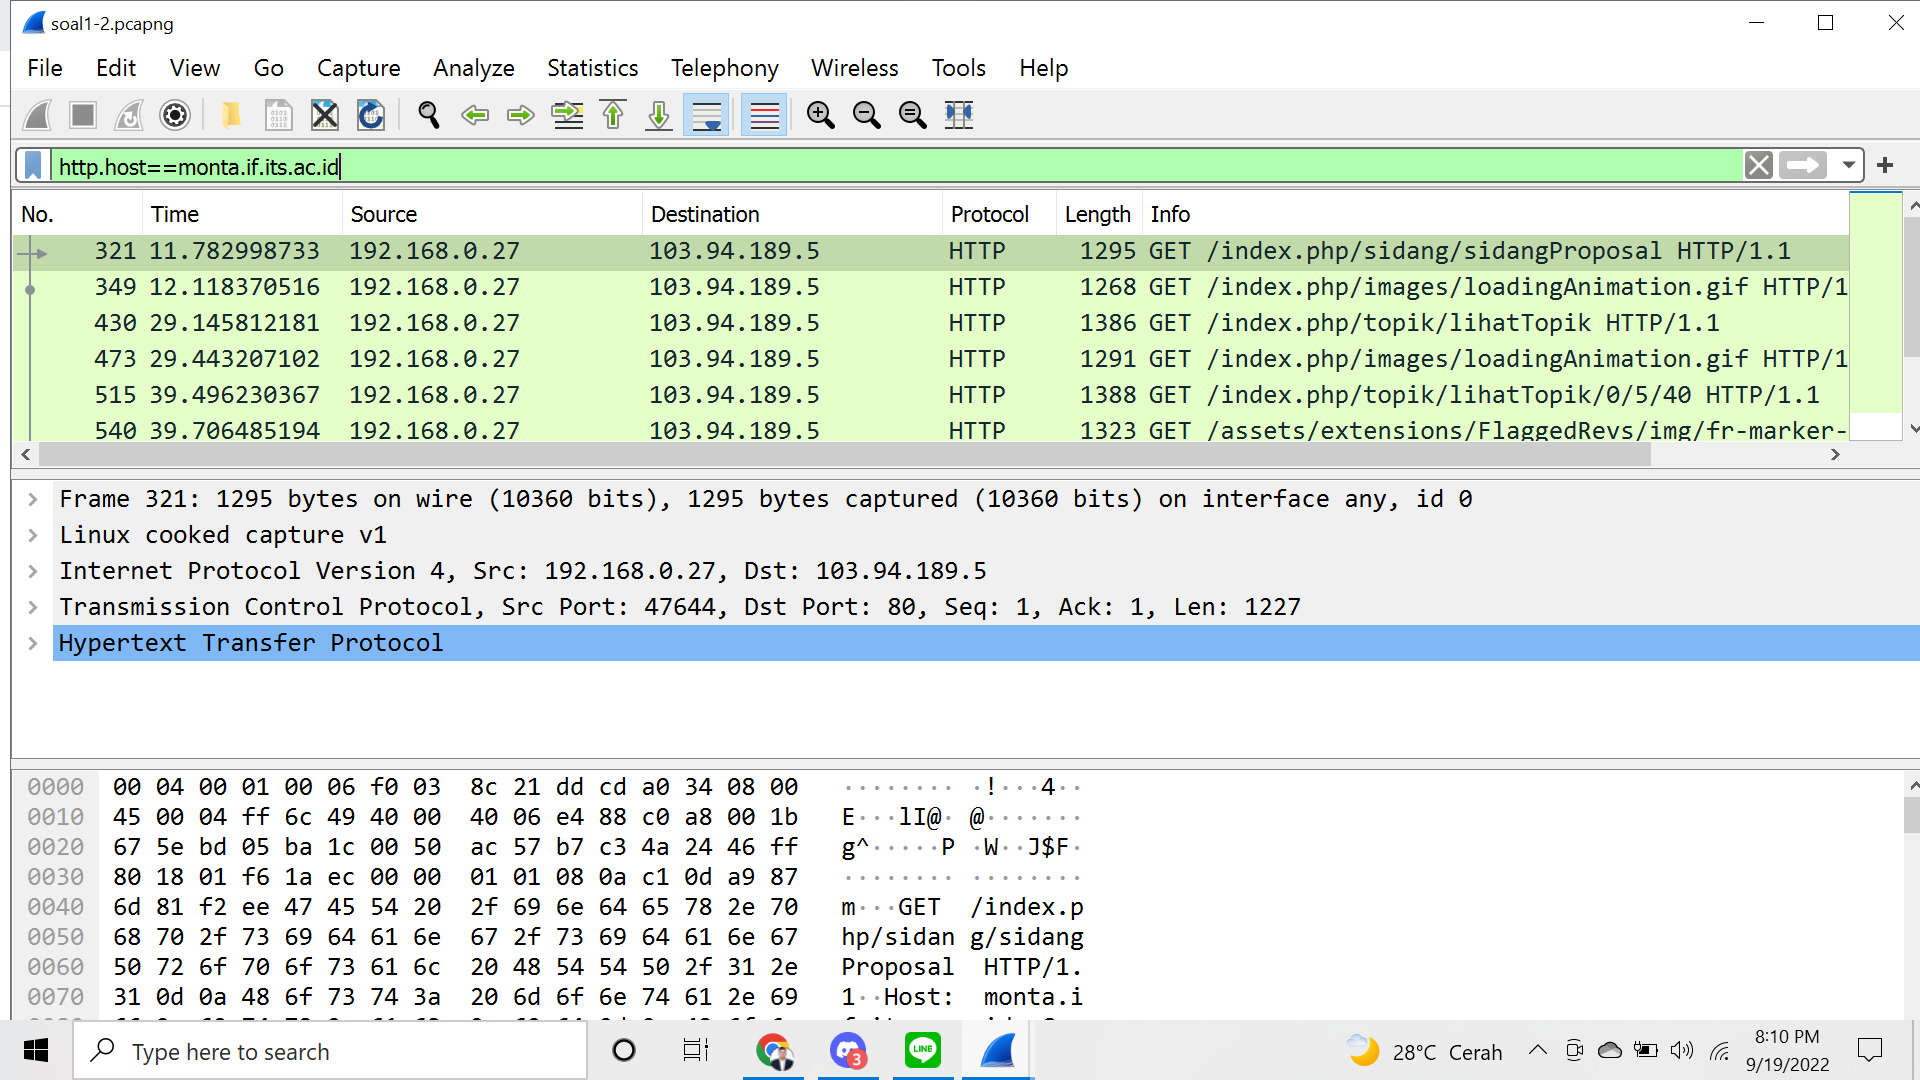 soal1-2.pcapng
File Edit View Go Capture Analyze Statistics Telephony Wireless Tools Help
http.host==monta.if.its.ac.id
No. Time Source Destination Protocol Length Info
321 11.782998733 192.168.0.27 103.94.189.5 HTTP 1295 GET /index.php/sidang/sidangProposal HTTP/1.1
349 12.118370516 192.168.0.27 103.94.189.5 HTTP 1268 GET /index.php/images/loadingAnimation.gif HTTP/1
430 29.145812181 192.168.0.27 103.94.189.5 HTTP 1386 GET /index.php/topik/lihatTopik HTTP/1.1
473 29.443207102 192.168.0.27 103.94.189.5 HTTP 1291 GET /index.php/images/loadingAnimation.gif HTTP/1
515 39.496230367 192.168.0.27 103.94.189.5 HTTP 1388 GET /index.php/topik/lihatTopik/0/5/40 HTTP/1.1
540 39.706485194 192.168.0.27 103.94.189.5 HTTP 1323 GET /assets/extensions/FlaggedRevs/img/fr-marker-
Frame 321: 1295 bytes on wire (10360 bits), 1295 bytes captured (10360 bits) on interface any, id 0
Linux cooked capture v1
Internet Protocol Version 4, Src: 192.168.0.27, Dst: 103.94.189.5
Transmission Control Protocol, Src Port: 47644, Dst Port: 80, Seq: 1, Ack: 1, Len: 1227
Hypertext Transfer Protocol
0000 00 04 00 01 00 06 f0 03 8c 21 dd cd a0 34 08 00 ········ ·!···4··
0010 45 00 04 ff 6c 49 40 00 40 06 e4 88 c0 a8 00 1b E···lI@· @·······
0020 67 5e bd 05 ba 1c 00 50 ac 57 b7 c3 4a 24 46 ff g^·····P ·W··J$F·
0030 80 18 01 f6 1a ec 00 00 01 01 08 0a c1 0d a9 87 ········ ········
0040 6d 81 f2 ee 47 45 54 20 2f 69 6e 64 65 78 2e 70 m···GET /index.p
0050 68 70 2f 73 69 64 61 6e 67 2f 73 69 64 61 6e 67 hp/sidan g/sidang
0060 50 72 6f 70 6f 73 61 6c 20 48 54 54 50 2f 31 2e Proposal HTTP/1.
0070 31 0d 0a 48 6f 73 74 3a 20 6d 6f 6e 74 61 2e 69 1··Host: monta.i
Type here to search
3
LINE
28°C Cerah
8:10 PM
9/19/2022